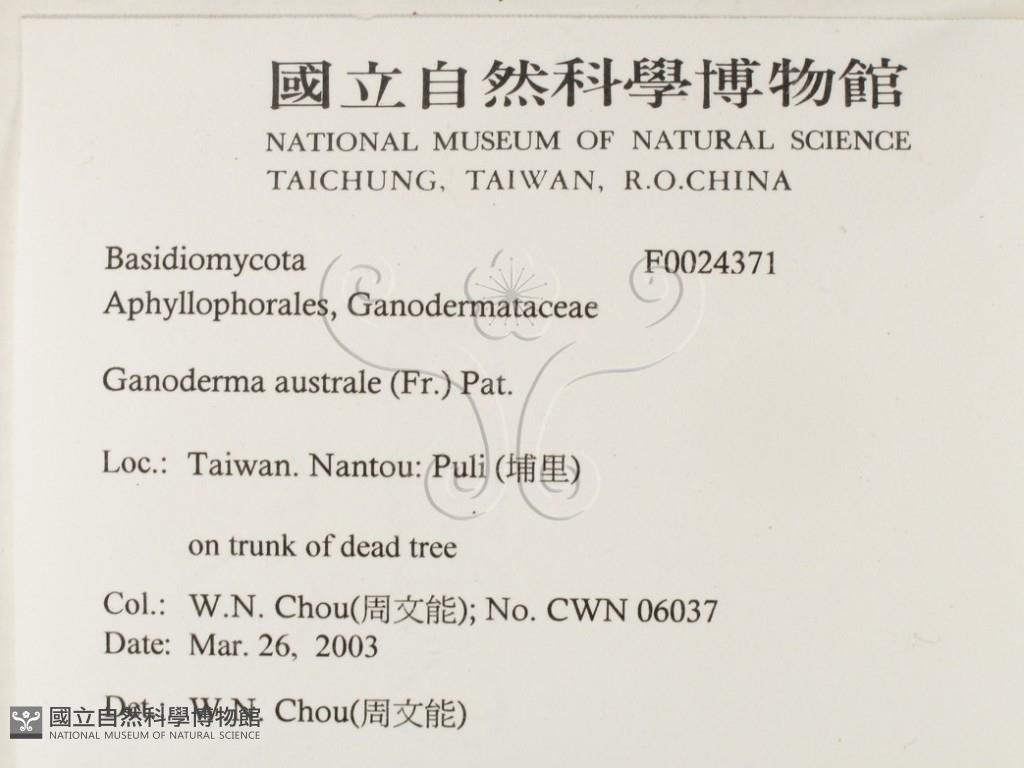 國立自然科學博物館
NATIONAL MUSEUM OF NATURAL SCIENCE
TAICHUNG, TAIWAN, R.O.CHINA
Basidiomycota F0024371
Aphyllophorales, Ganodermataceae
Ganoderma australe (Fr.) Pat.
Loc.: Taiwan. Nantou: Puli (埔里)
on trunk of dead tree
Col.: W.N. Chou(周文能); No. CWN 06037
Date: Mar. 26, 2003
Det.: W.N. Chou(周文能)
國立自然科學博物館
NATIONAL MUSEUM OF NATURAL SCIENCE